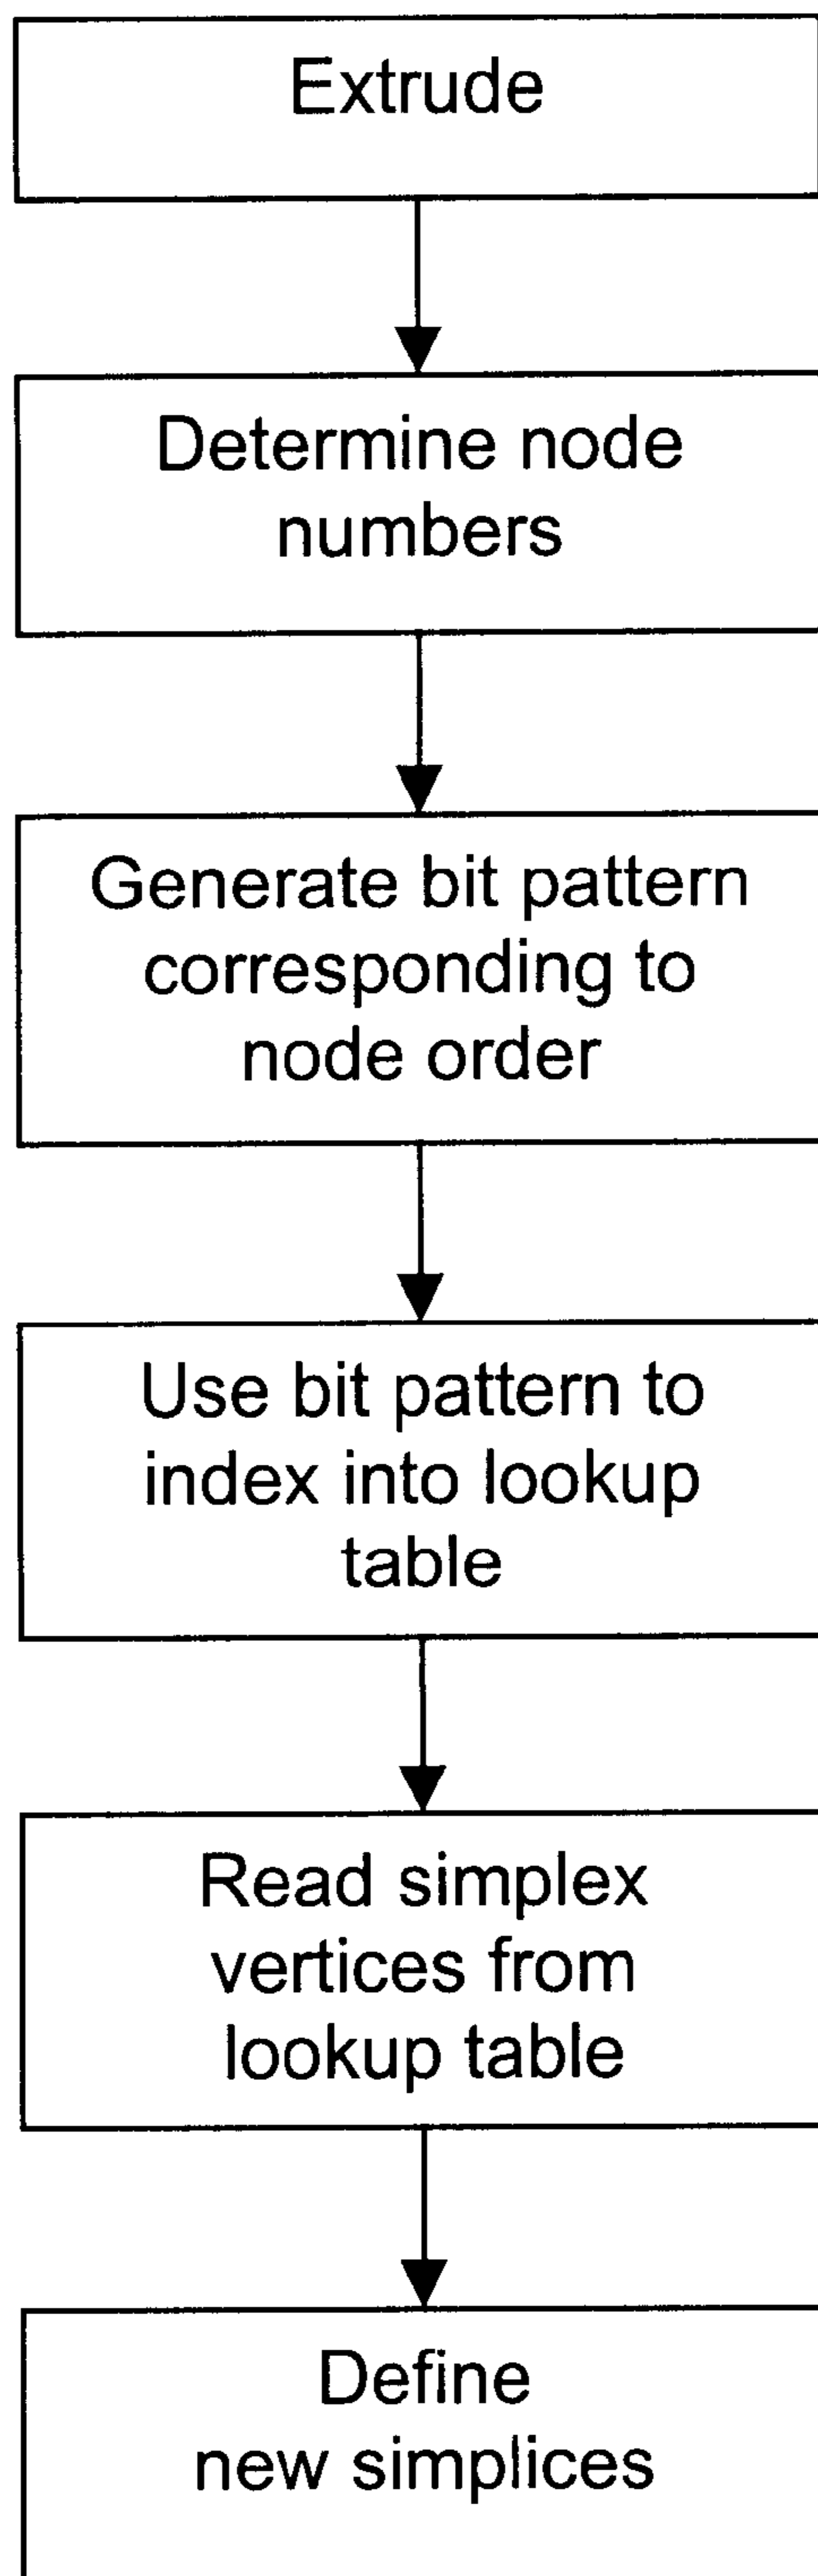 Extrude
Determine node
numbers
Generate bit pattern
corresponding to
node order
Use bit pattern to
index into lookup
table
Read simplex
vertices from
lookup table
Define
new simplices